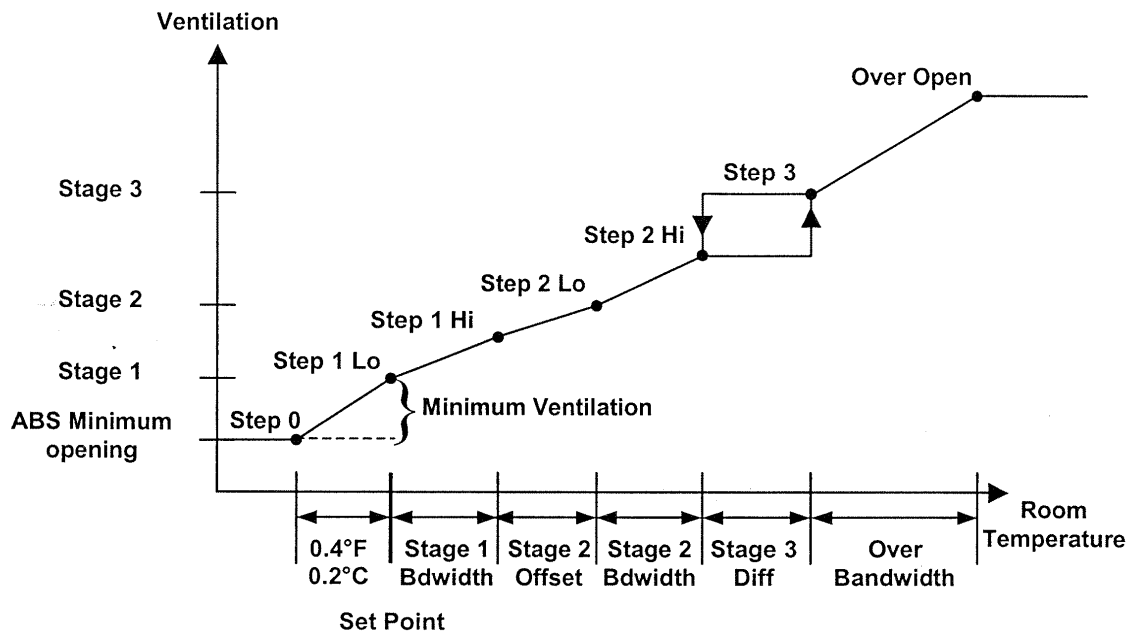 Ventilation
Over Open
Stage 3
Step 3
Step 2 Hi
Step 2 Lo
Stage 2
Step 1 Hi
Step 1 Lo
Stage 1
Minimum Ventilation
ABS Minimum
opening
Step 0
Room
Temperature
0.4°F
0.2°C
Stage 1
Bdwidth
Stage 2
Offset
Stage 2
Bdwidth
Stage 3
Diff
Over
Bandwidth
Set Point